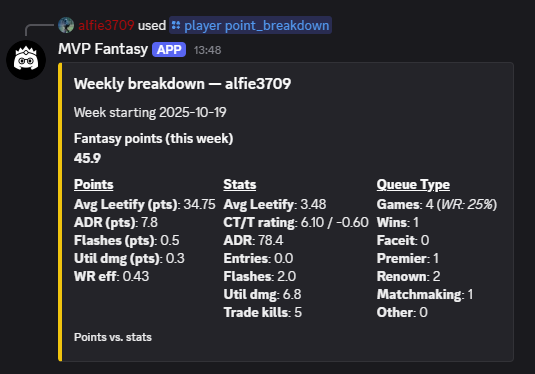 alfie3709 used player point_breakdown
MVP Fantasy APP 13:48
Weekly breakdown — alfie3709
Week starting 2025-10-19
Fantasy points (this week)
45.9
Points
Avg Leetify (pts): 34.75
ADR (pts): 7.8
Flashes (pts): 0.5
Util dmg (pts): 0.3
WR eff: 0.43
Stats
Avg Leetify: 3.48
CT/T rating: 6.10 / -0.60
ADR: 78.4
Entries: 0.0
Flashes: 2.0
Util dmg: 6.8
Trade kills: 5
Queue Type
Games: 4 (WR: 25%)
Wins: 1
Faceit: 0
Premier: 1
Renown: 2
Matchmaking: 1
Other: 0
Points vs. stats